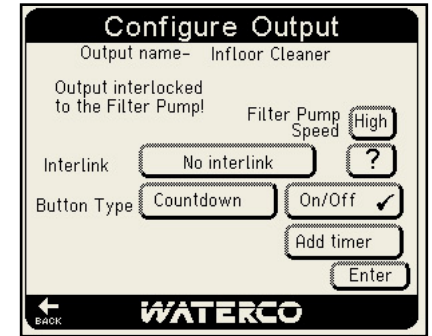 Configure Output
Output name- Infloor Cleaner
Output interlocked
to the Filter Pump!
Filter Pump
Speed
High
Interlink
No interlink
?
Button Type
Countdown
On/Off ✓
Add timer
Enter
BACK
WATERCO